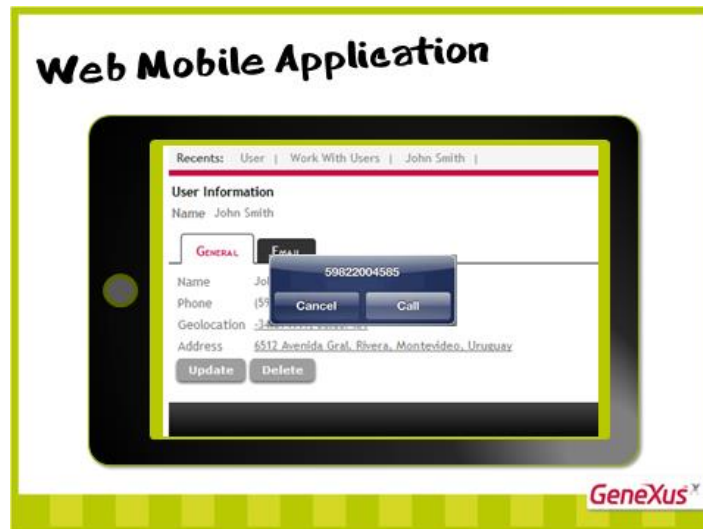 Web Mobile Application
Recents: User | Work With Users | John Smith |
User Information
Name John Smith
GENERAL
59822004585
Name
Phone
Cancel Call
Geolocation
Address 6512 Avenida Gral. Rivera, Montevideo, Uruguay
Update Delete
GeneXus X